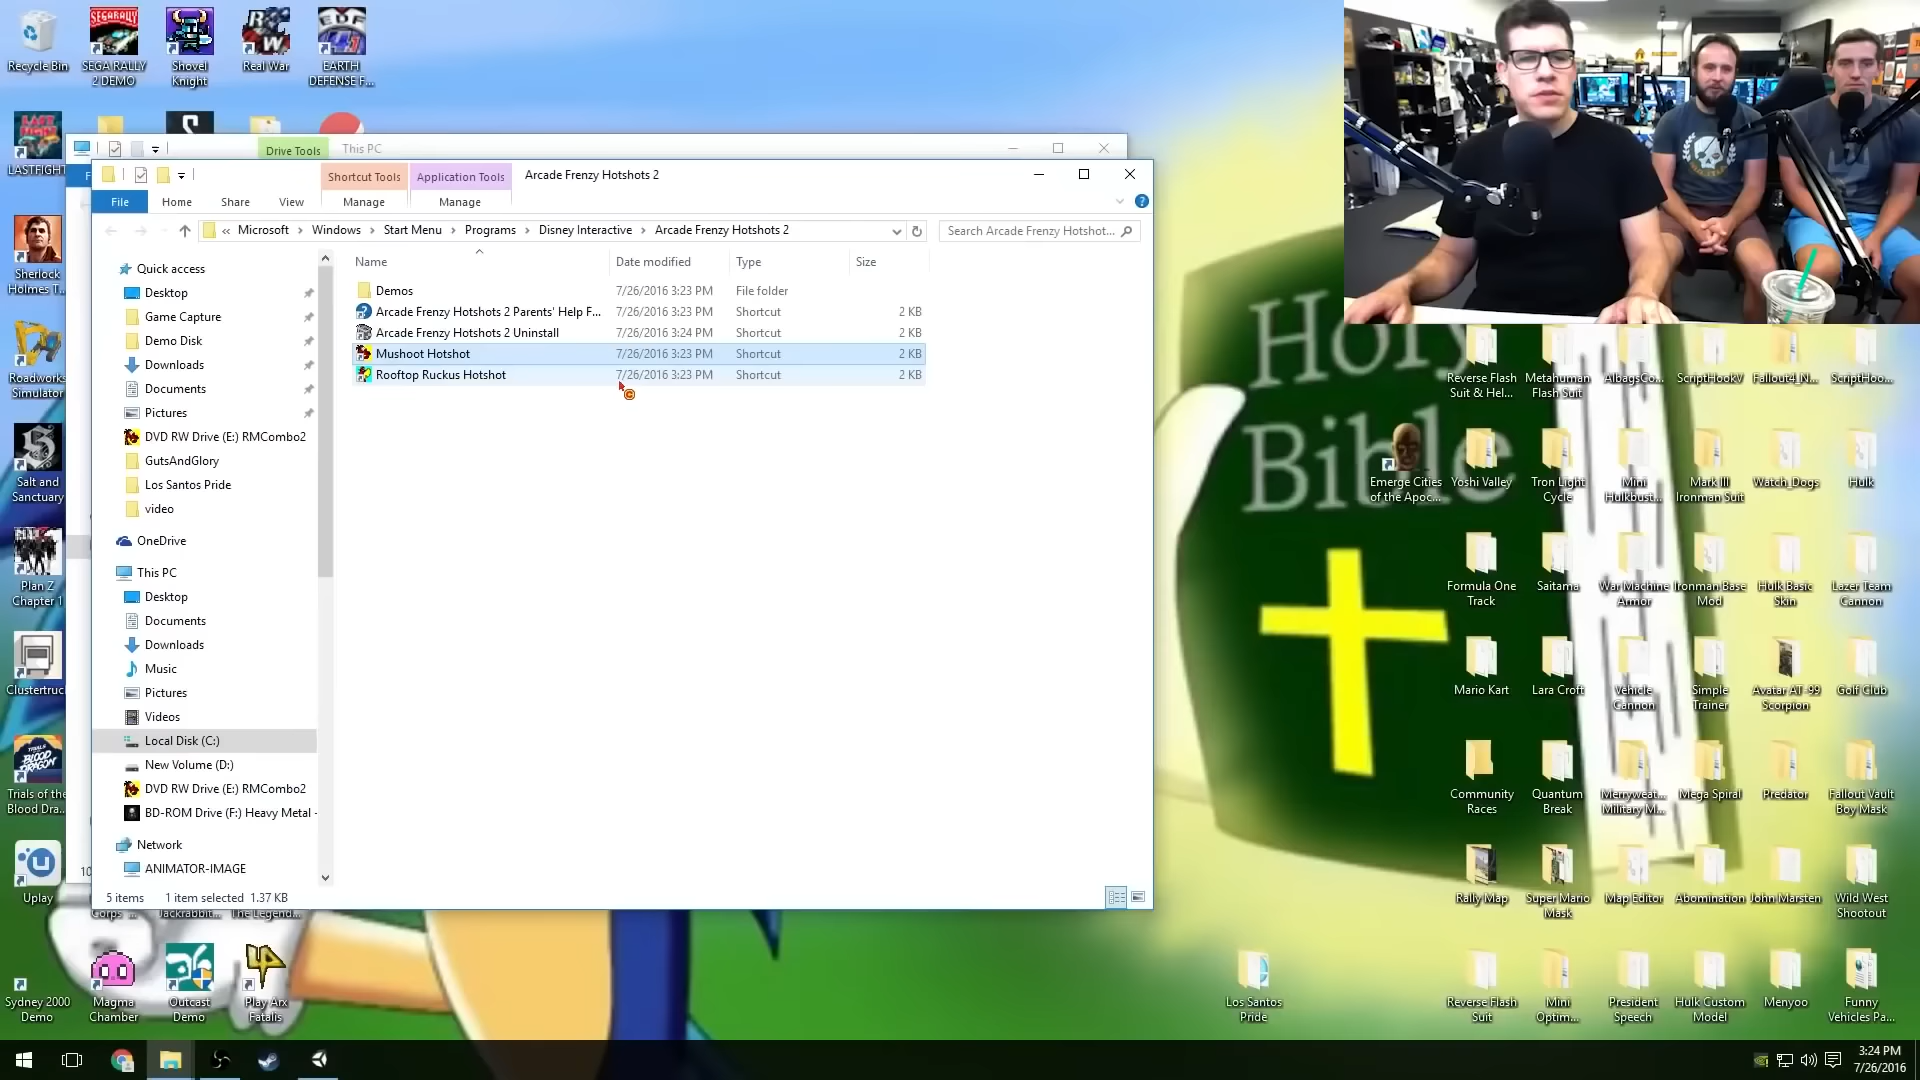 Recycle Bin
SEGA RALLY 2 DEMO
Shovel Knight
Real War
EARTH DEFENSE F...
LASTFIGHT
Sherlock Holmes T...
Roadworks Simulator
Salt and Sanctuary
Plan Z Chapter 1
Clustertruck
Trials of the Blood Dra...
Uplay
Sydney 2000 Demo
Magma Chamber
Outcast Demo
Play Arx Fatalis
Drive Tools
This PC
Shortcut Tools
Application Tools
Arcade Frenzy Hotshots 2
File
Home
Share
View
Manage
Manage
« Microsoft > Windows > Start Menu > Programs > Disney Interactive > Arcade Frenzy Hotshots 2
Search Arcade Frenzy Hotshot...
Name
Date modified
Type
Size
Demos 7/26/2016 3:23 PM File folder
Arcade Frenzy Hotshots 2 Parents' Help F... 7/26/2016 3:23 PM Shortcut 2 KB
Arcade Frenzy Hotshots 2 Uninstall 7/26/2016 3:24 PM Shortcut 2 KB
Mushoot Hotshot 7/26/2016 3:23 PM Shortcut 2 KB
Rooftop Ruckus Hotshot 7/26/2016 3:23 PM Shortcut 2 KB
Quick access
Desktop
Game Capture
Demo Disk
Downloads
Documents
Pictures
DVD RW Drive (E:) RMCombo2
GutsAndGlory
Los Santos Pride
video
OneDrive
This PC
Desktop
Documents
Downloads
Music
Pictures
Videos
Local Disk (C:)
New Volume (D:)
DVD RW Drive (E:) RMCombo2
BD-ROM Drive (F:) Heavy Metal -
Network
ANIMATOR-IMAGE
5 items
1 item selected 1.37 KB
Holy
Bible
Reverse Flash Suit & Hel...
Metahuman Flash Suit
AlbagsCo...
ScriptHookV
Fallout4_N...
ScriptHoo...
Emerge Cities of the Apoc...
Yoshi Valley
Tron Light Cycle
Mini Hulkbust...
Mark III Ironman Suit
Watch_Dogs
Hulk
Formula One Track
Saitama
War Machine Armor
Ironman Base Mod
Hulk Basic Skin
Lazer Team Cannon
Mario Kart
Lara Croft
Vehicle Cannon
Simple Trainer
Avatar AT-99 Scorpion
Golf Club
Community Races
Quantum Break
Merryweat... Military M...
Mega Spiral
Predator
Fallout Vault Boy Mask
Rally Map
Super Mario Mask
Map Editor
Abomination
John Marsten
Wild West Shootout
Los Santos Pride
Reverse Flash Suit
Mini Optim...
President Speech
Hulk Custom Model
Menyoo
Funny Vehicles Pa...
3:24 PM
7/26/2016